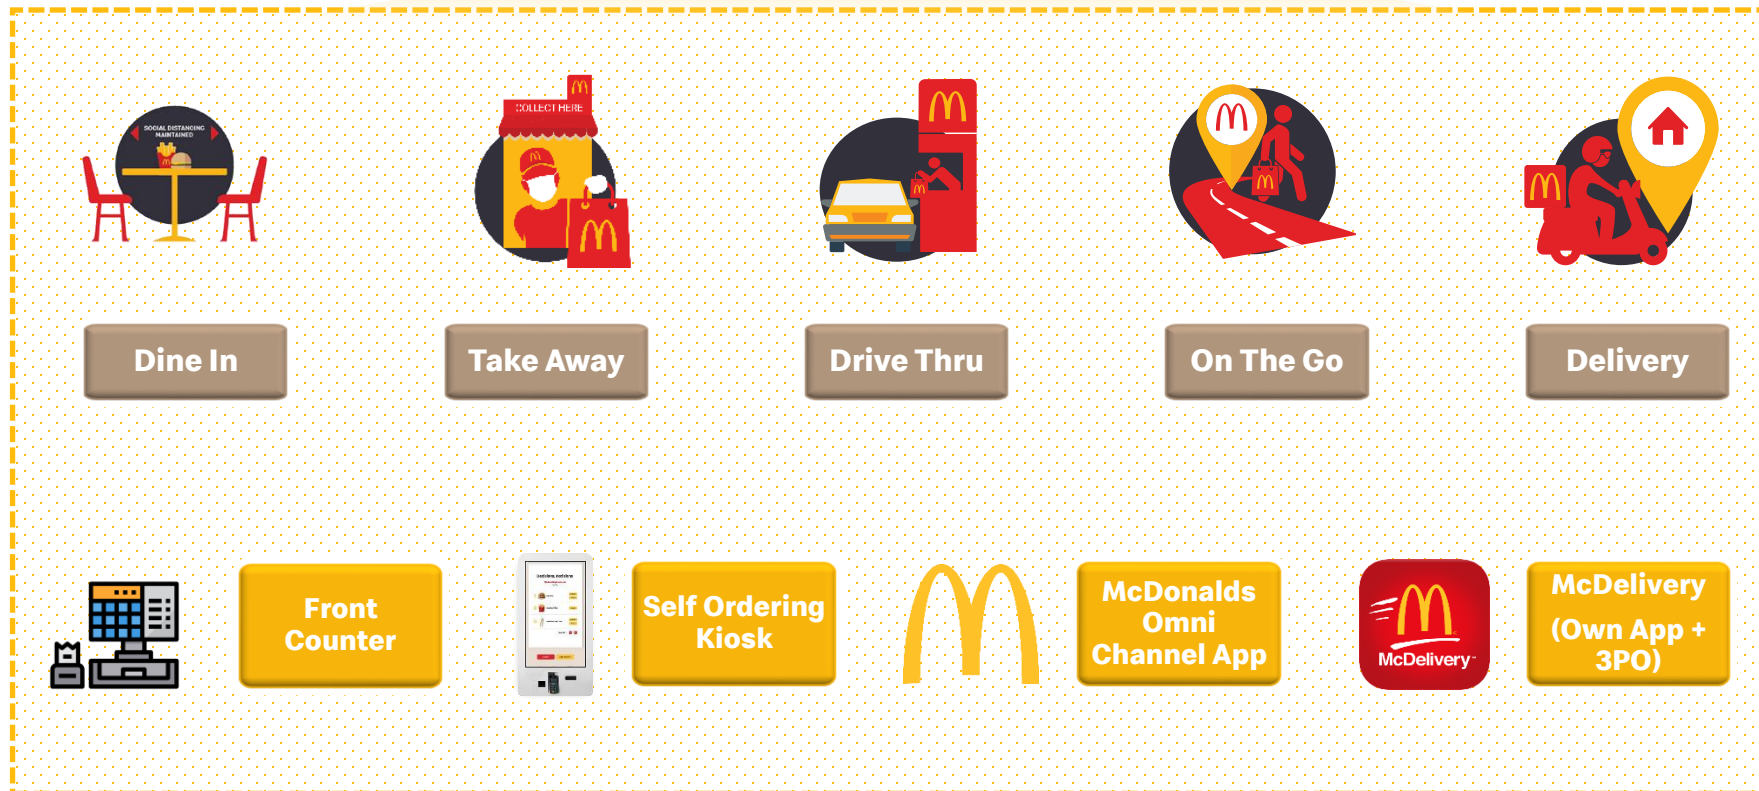 SOCIAL DISTANCING
MAINTAINED
COLLECT HERE
Dine In
Take Away
Drive Thru
On The Go
Delivery
Front
Counter
Self Ordering
Kiosk
McDonalds
Omni
Channel App
McDelivery
McDelivery
(Own App +
3PO)